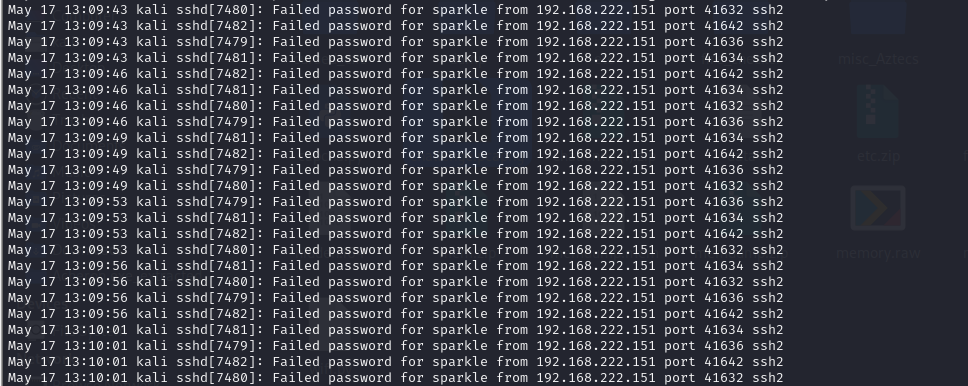 May 17 13:09:43 kali sshd[7480]: Failed password for sparkle from 192.168.222.151 port 41632 ssh2
May 17 13:09:43 kali sshd[7482]: Failed password for sparkle from 192.168.222.151 port 41642 ssh2
May 17 13:09:43 kali sshd[7479]: Failed password for sparkle from 192.168.222.151 port 41636 ssh2
May 17 13:09:43 kali sshd[7481]: Failed password for sparkle from 192.168.222.151 port 41634 ssh2
May 17 13:09:46 kali sshd[7482]: Failed password for sparkle from 192.168.222.151 port 41642 ssh2
May 17 13:09:46 kali sshd[7481]: Failed password for sparkle from 192.168.222.151 port 41634 ssh2
May 17 13:09:46 kali sshd[7480]: Failed password for sparkle from 192.168.222.151 port 41632 ssh2
May 17 13:09:46 kali sshd[7479]: Failed password for sparkle from 192.168.222.151 port 41636 ssh2
May 17 13:09:49 kali sshd[7481]: Failed password for sparkle from 192.168.222.151 port 41634 ssh2
May 17 13:09:49 kali sshd[7482]: Failed password for sparkle from 192.168.222.151 port 41642 ssh2
May 17 13:09:49 kali sshd[7479]: Failed password for sparkle from 192.168.222.151 port 41636 ssh2
May 17 13:09:49 kali sshd[7480]: Failed password for sparkle from 192.168.222.151 port 41632 ssh2
May 17 13:09:53 kali sshd[7479]: Failed password for sparkle from 192.168.222.151 port 41636 ssh2
May 17 13:09:53 kali sshd[7481]: Failed password for sparkle from 192.168.222.151 port 41634 ssh2
May 17 13:09:53 kali sshd[7482]: Failed password for sparkle from 192.168.222.151 port 41642 ssh2
May 17 13:09:53 kali sshd[7480]: Failed password for sparkle from 192.168.222.151 port 41632 ssh2
May 17 13:09:56 kali sshd[7481]: Failed password for sparkle from 192.168.222.151 port 41634 ssh2
May 17 13:09:56 kali sshd[7480]: Failed password for sparkle from 192.168.222.151 port 41632 ssh2
May 17 13:09:56 kali sshd[7479]: Failed password for sparkle from 192.168.222.151 port 41636 ssh2
May 17 13:09:56 kali sshd[7482]: Failed password for sparkle from 192.168.222.151 port 41642 ssh2
May 17 13:10:01 kali sshd[7481]: Failed password for sparkle from 192.168.222.151 port 41634 ssh2
May 17 13:10:01 kali sshd[7479]: Failed password for sparkle from 192.168.222.151 port 41636 ssh2
May 17 13:10:01 kali sshd[7482]: Failed password for sparkle from 192.168.222.151 port 41642 ssh2
May 17 13:10:01 kali sshd[7480]: Failed password for sparkle from 192.168.222.151 port 41632 ssh2
misc_Aztecs
etc.zip
memory.raw